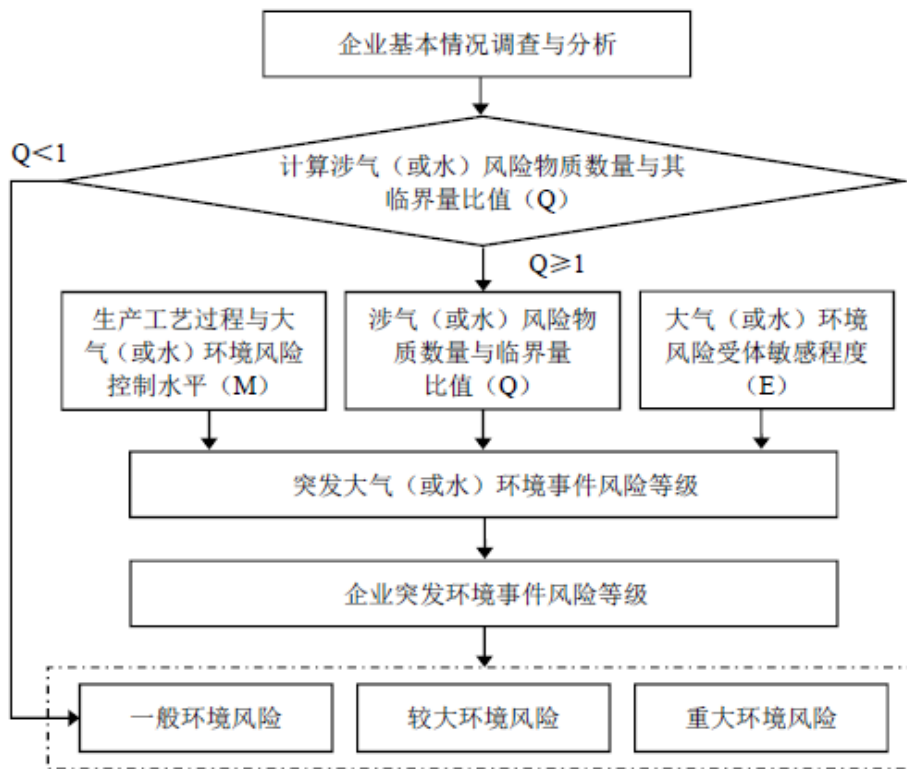 企业基本情况调查与分析
Q<1
计算涉气（或水）风险物质数量与其
临界量比值（Q）
Q≥1
生产工艺过程与大
气（或水）环境风险
控制水平（M）
涉气（或水）风险物
质数量与临界量
比值（Q）
大气（或水）环境
风险受体敏感程度
（E）
突发大气（或水）环境事件风险等级
企业突发环境事件风险等级
一般环境风险
较大环境风险
重大环境风险